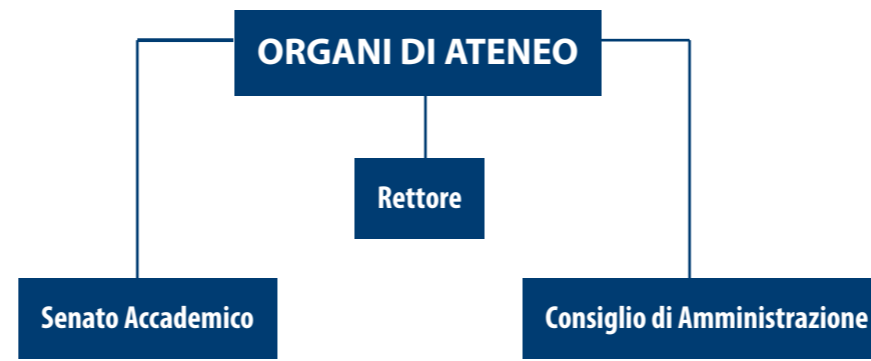 ORGANI DI ATENEO
Rettore
Senato Accademico
Consiglio di Amministrazione